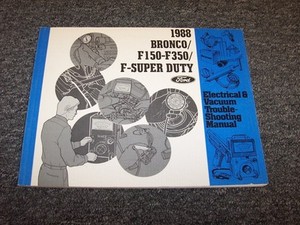 1988
BRONCO/
F150-F350/
F-SUPER DUTY
Ford
Electrical &
Vacuum
Trouble-
Shooting
Manual